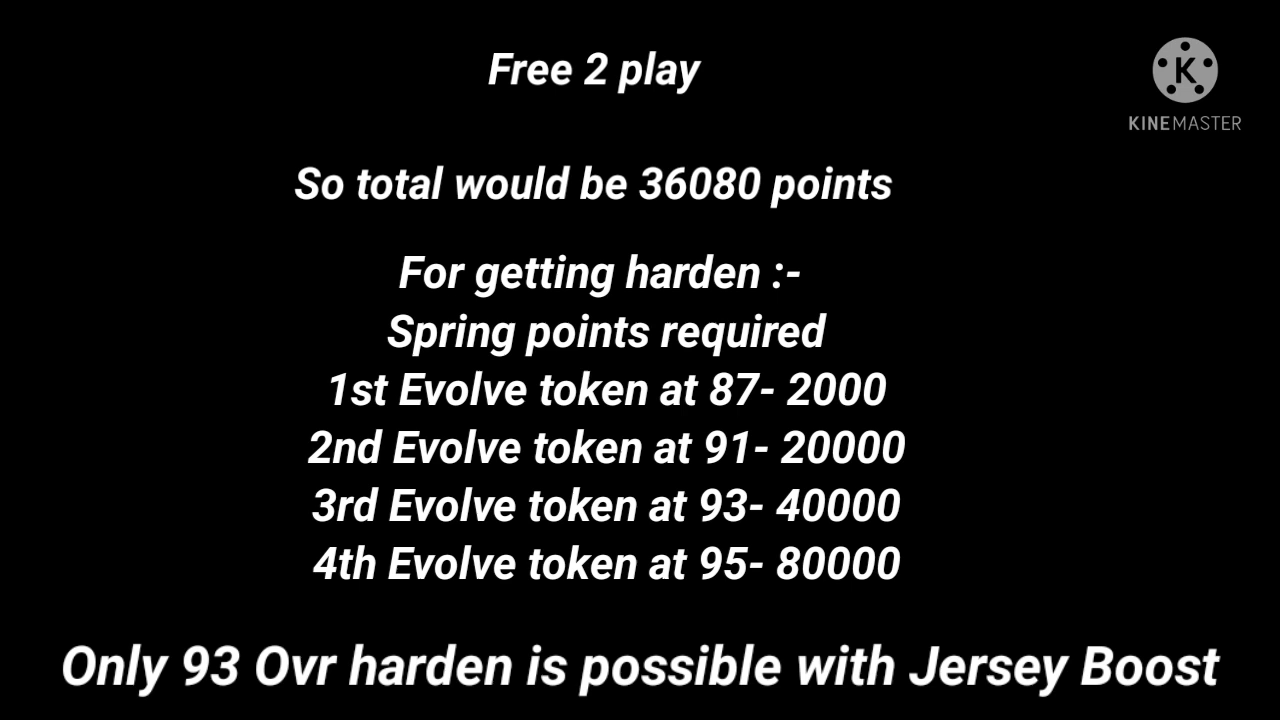 Free 2 play
K
KINEMASTER
So total would be 36080 points
For getting harden :-
Spring points required
1st Evolve token at 87- 2000
2nd Evolve token at 91- 20000
3rd Evolve token at 93- 40000
4th Evolve token at 95- 80000
Only 93 Ovr harden is possible with Jersey Boost